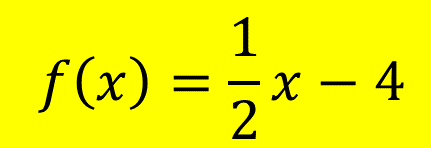 f(x) = 1/2 x − 4